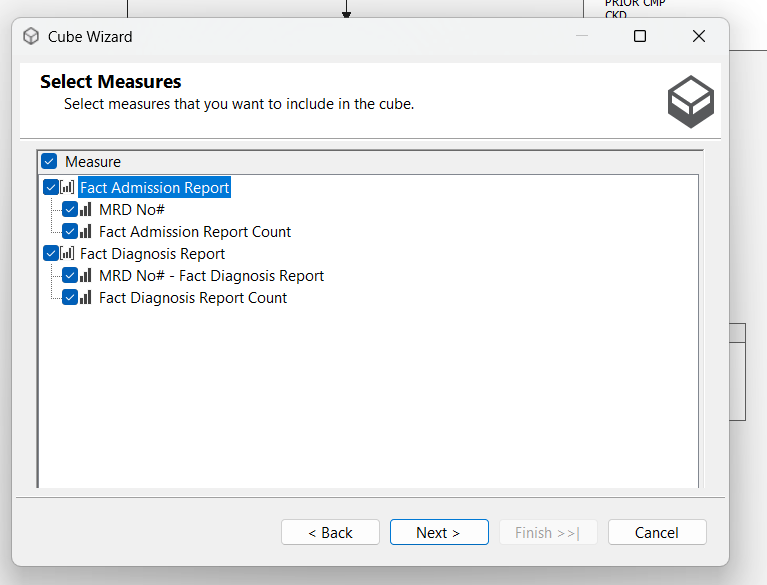 PRIOR CMP
CKD
Cube Wizard
Select Measures
Select measures that you want to include in the cube.
Measure
Fact Admission Report
MRD No#
Fact Admission Report Count
Fact Diagnosis Report
MRD No# - Fact Diagnosis Report
Fact Diagnosis Report Count
< Back
Next >
Finish >>|
Cancel